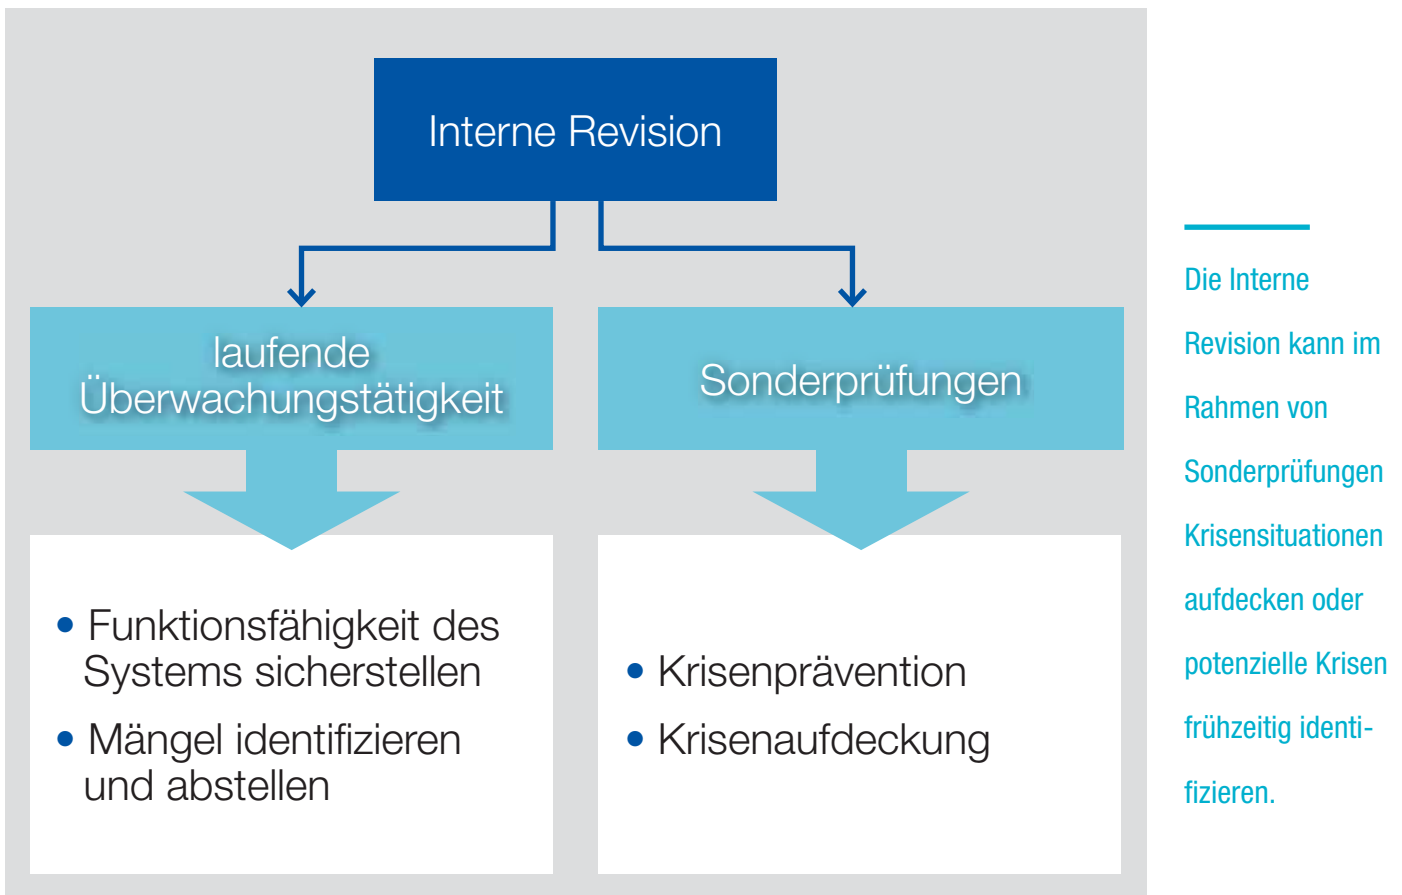 Interne Revision
laufende
Überwachungstätigkeit
Sonderprüfungen
• Funktionsfähigkeit des
Systems sicherstellen
• Mängel identifizieren
und abstellen
• Krisenprävention
• Krisenaufdeckung
Die Interne
Revision kann im
Rahmen von
Sonderprüfungen
Krisensituationen
aufdecken oder
potenzielle Krisen
frühzeitig identi-
fizieren.